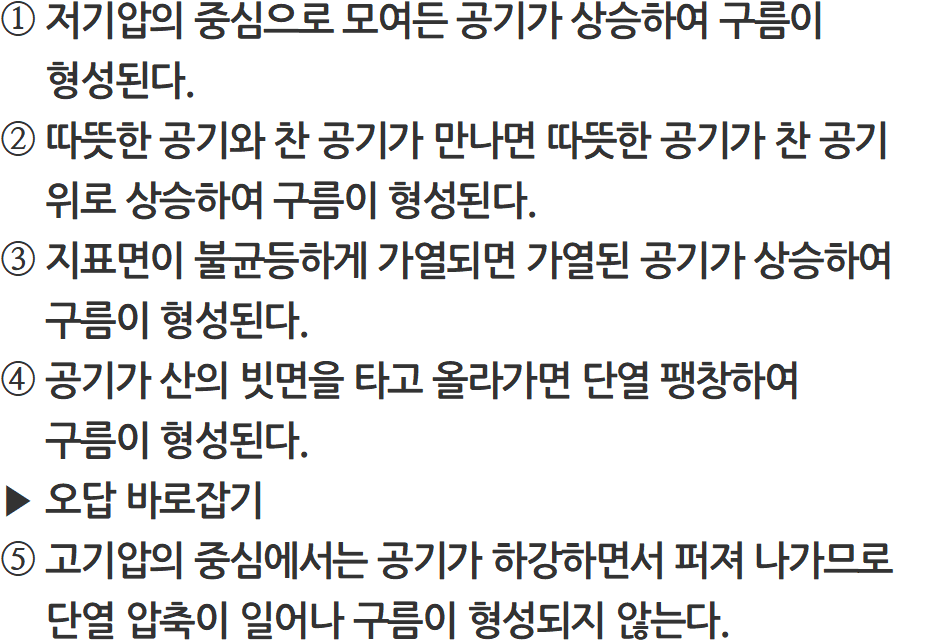 ① 저기압의 중심으로 모여든 공기가 상승하여 구름이
형성된다.
② 따뜻한 공기와 찬 공기가 만나면 따뜻한 공기가 찬 공기
위로 상승하여 구름이 형성된다.
③ 지표면이 불균등하게 가열되면 가열된 공기가 상승하여
구름이 형성된다.
④ 공기가 산의 빗면을 타고 올라가면 단열 팽창하여
구름이 형성된다.
▶ 오답 바로잡기
⑤ 고기압의 중심에서는 공기가 하강하면서 퍼져 나가므로
단열 압축이 일어나 구름이 형성되지 않는다.